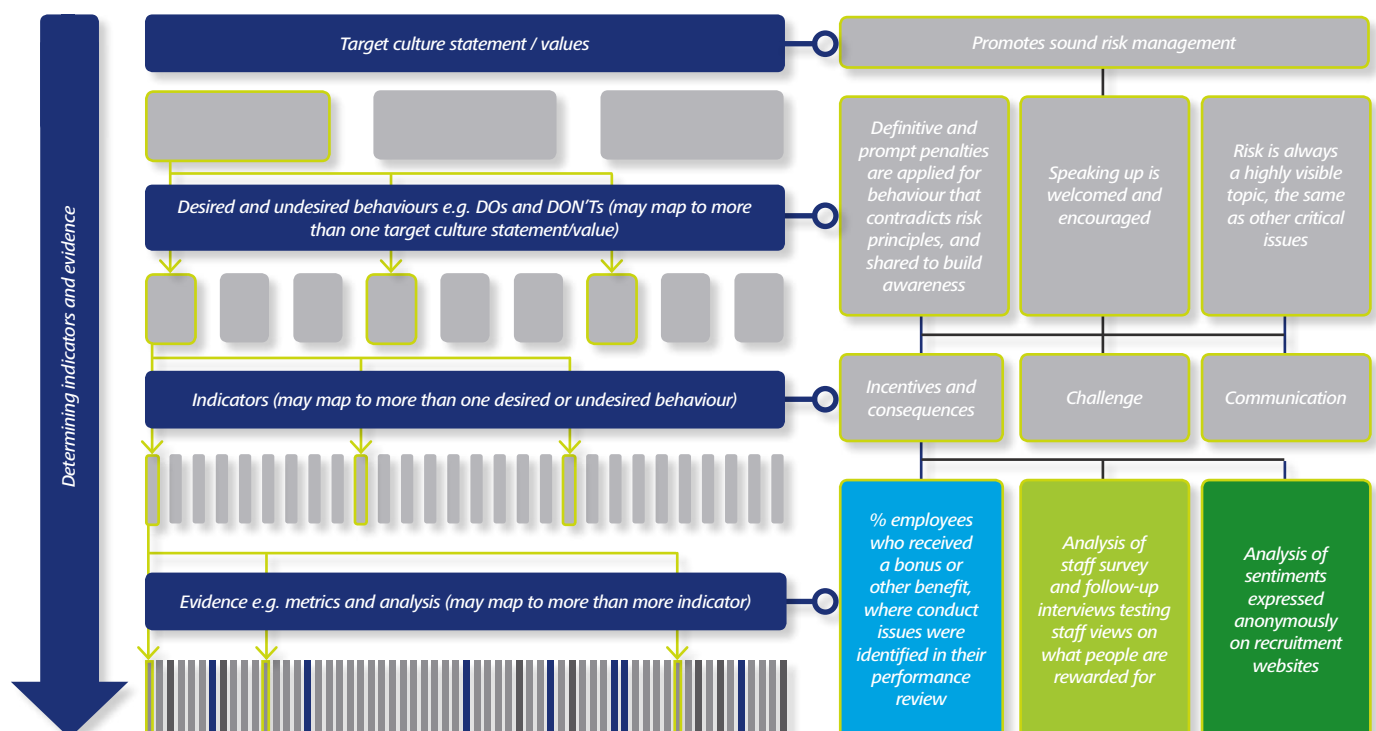 Determining indicators and evidence
Target culture statement / values
Promotes sound risk management
Definitive and
prompt penalties
are applied for
behaviour that
contradicts risk
principles, and
shared to build
awareness
Speaking up is
welcomed and
encouraged
Risk is always
a highly visible
topic, the same
as other critical
issues
Desired and undesired behaviours e.g. DOs and DON’Ts (may map to more
than one target culture statement/value)
Indicators (may map to more than one desired or undesired behaviour)
Incentives and
consequences
Challenge
Communication
Evidence e.g. metrics and analysis (may map to more than more indicator)
% employees
who received
a bonus or
other benefit,
where conduct
issues were
identified in their
performance
review
Analysis of
staff survey
and follow-up
interviews testing
staff views on
what people are
rewarded for
Analysis of
sentiments
expressed
anonymously
on recruitment
websites